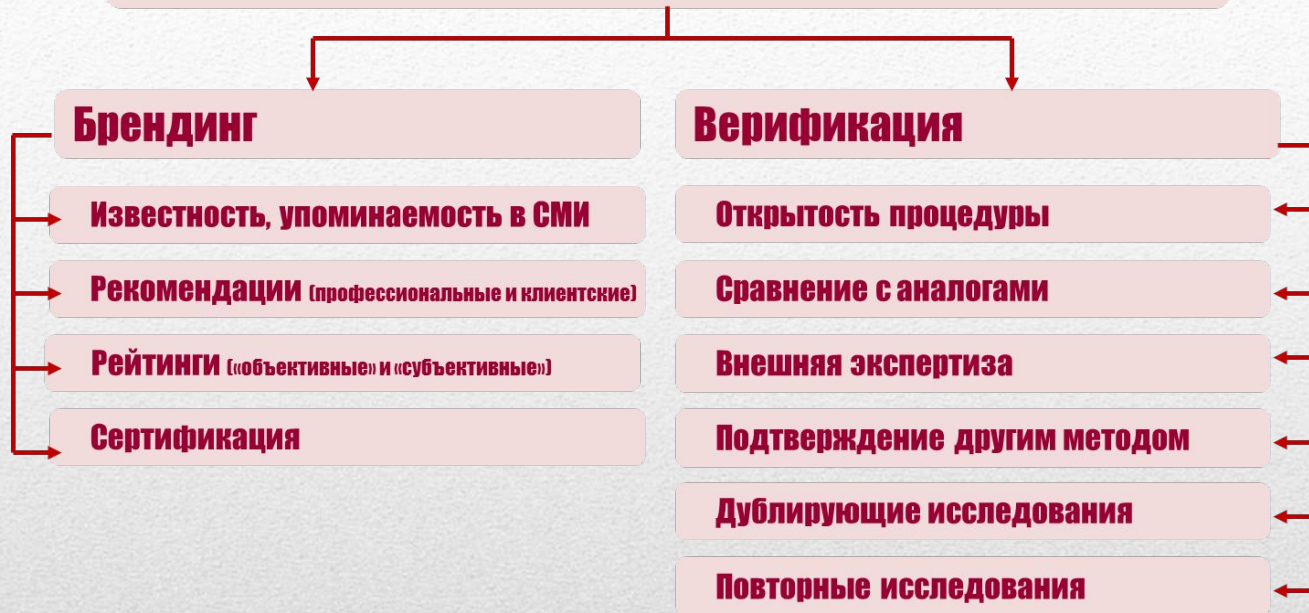 Брендинг
Известность, упоминаемость в СМИ
Рекомендации (профессиональные и клиентские)
Рейтинги («объективные» и «субъективные»)
Сертификация
Верификация
Открытость процедуры
Сравнение с аналогами
Внешняя экспертиза
Подтверждение другим методом
Дублирующие исследования
Повторные исследования